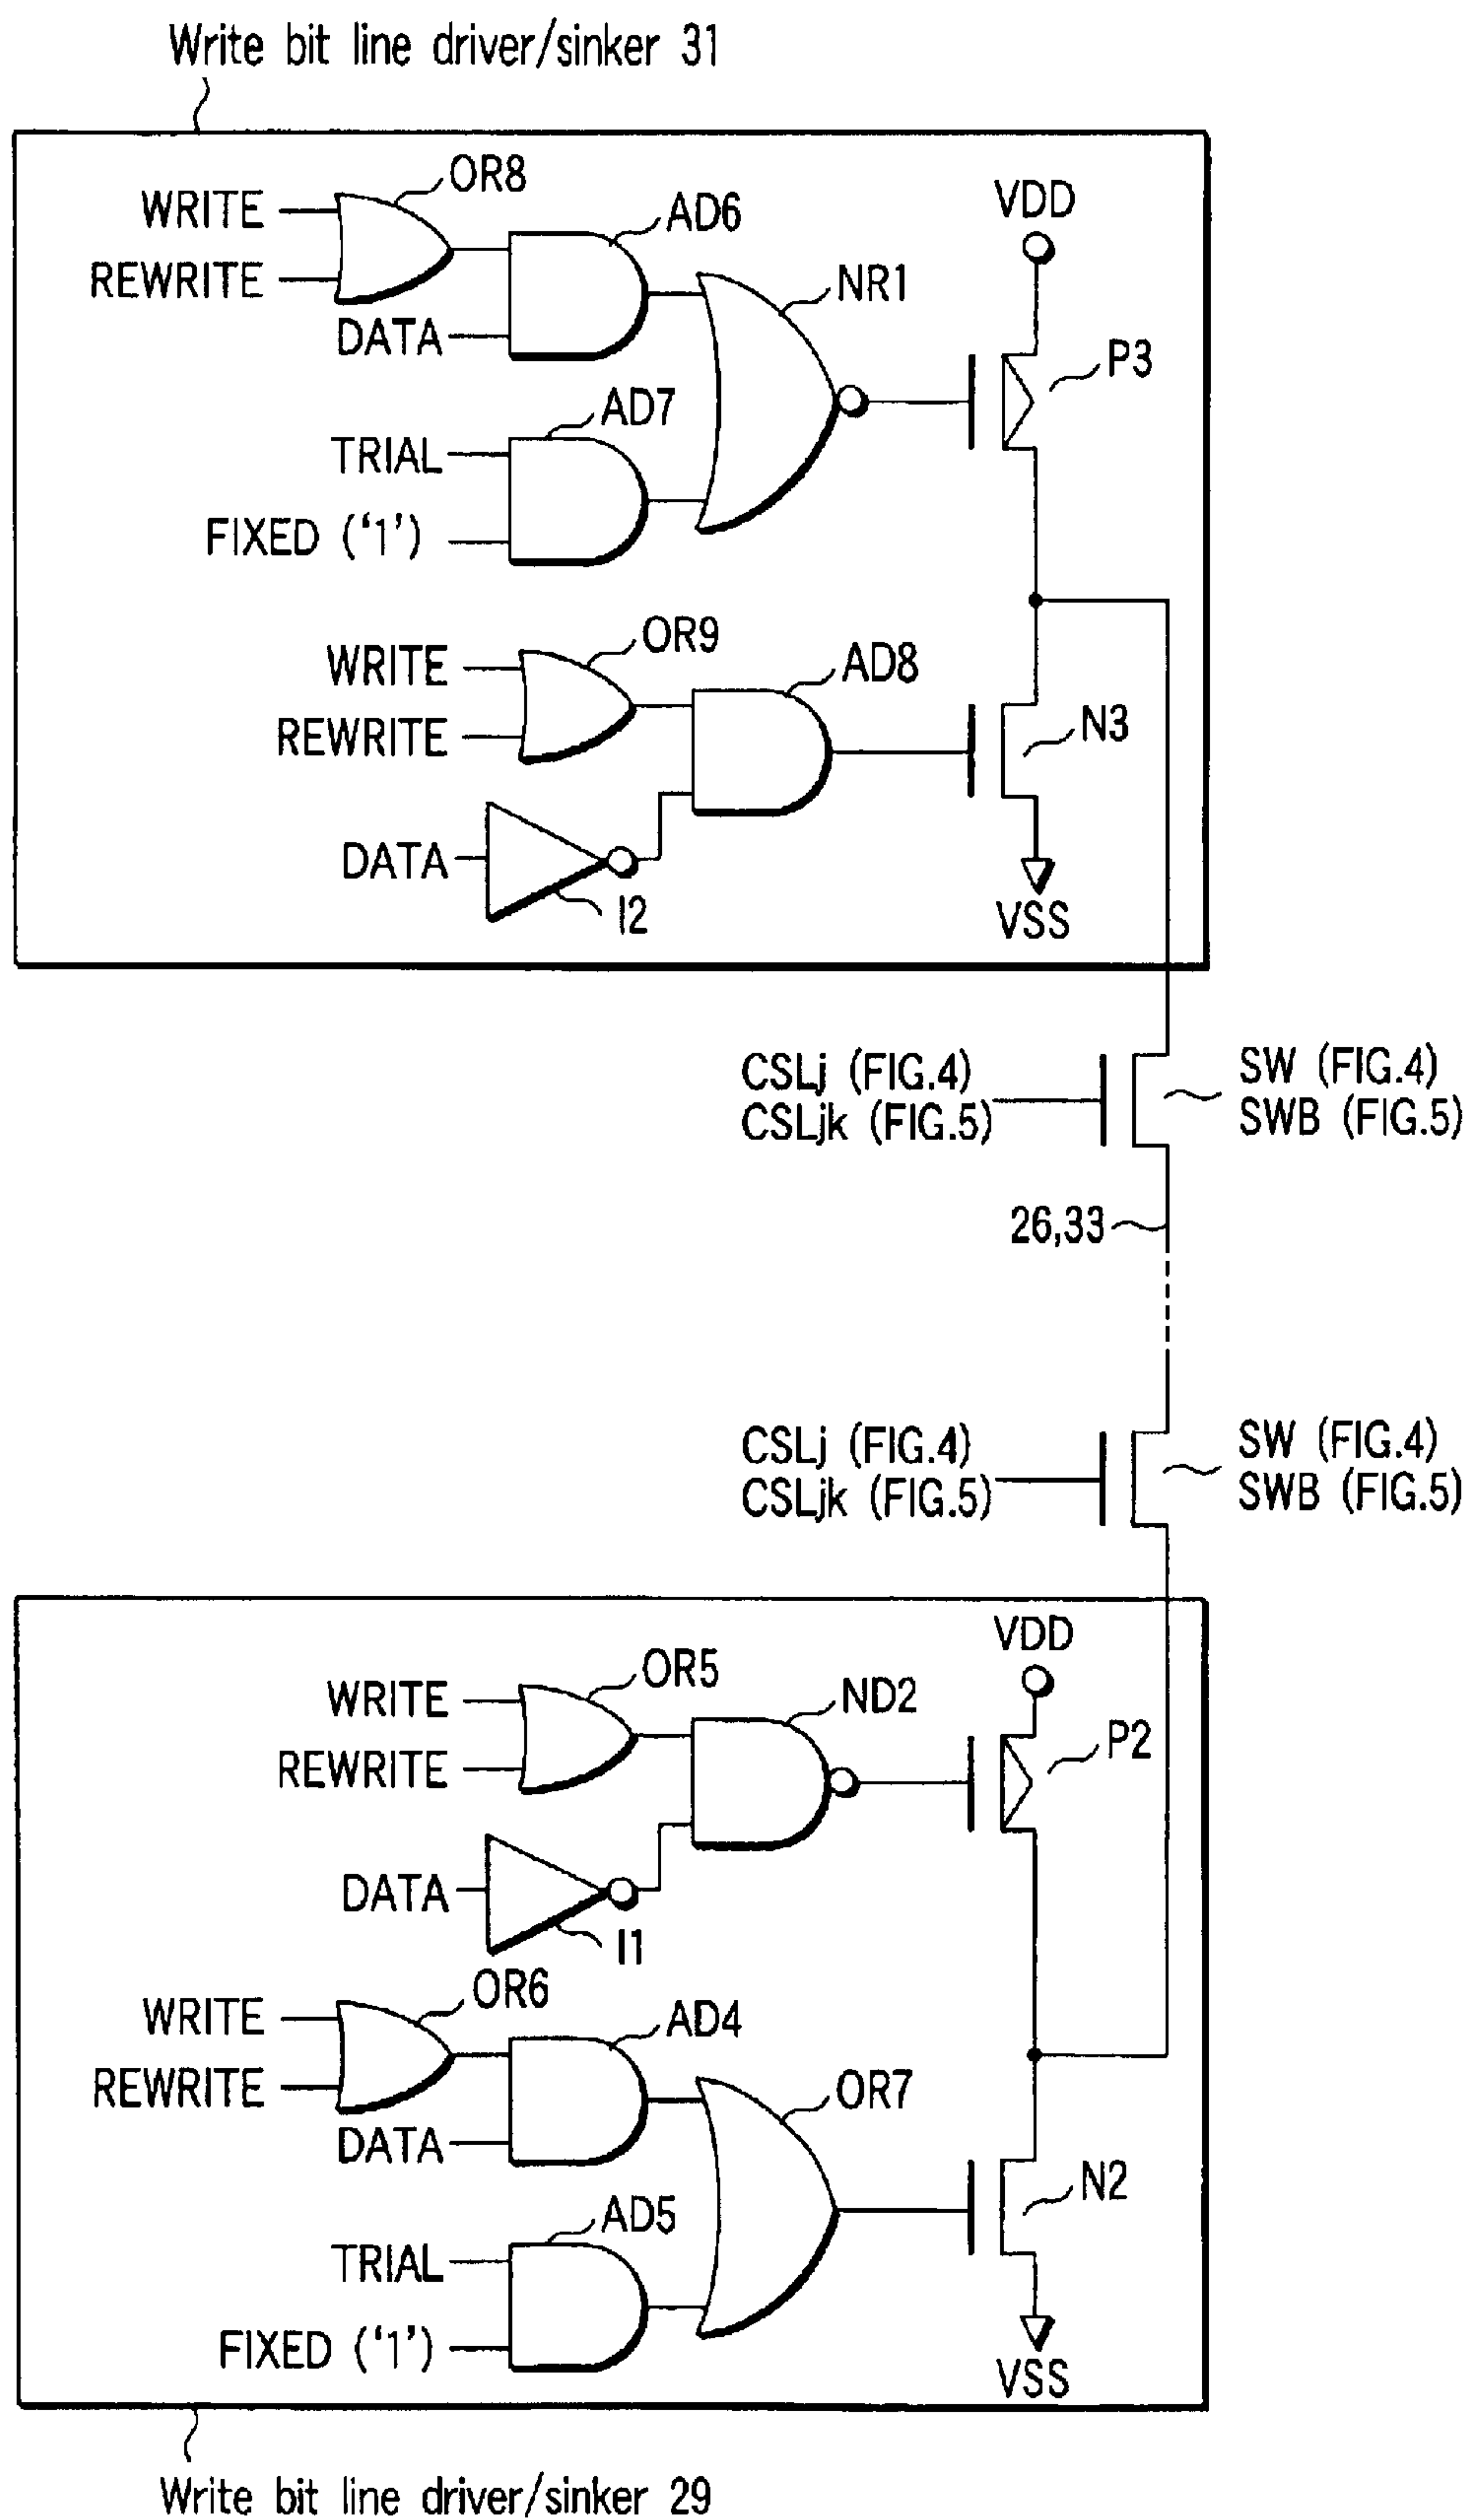 Write bit line driver/sinker 31
OR8
WRITE
AD6
VDD
REWRITE
NR1
DATA
P3
AD7
TRIAL
FIXED (‘1’)
OR9
WRITE
AD8
REWRITE
N3
DATA
I2
VSS
CSLj (FIG.4)
SW (FIG.4)
CSLjk (FIG.5)
SWB (FIG.5)
26,33
CSLj (FIG.4)
SW (FIG.4)
CSLjk (FIG.5)
SWB (FIG.5)
VDD
OR5
WRITE
ND2
P2
REWRITE
DATA
I1
OR6
WRITE
AD4
REWRITE
OR7
DATA
N2
AD5
TRIAL
FIXED (‘1’)
VSS
Write bit line driver/sinker 29